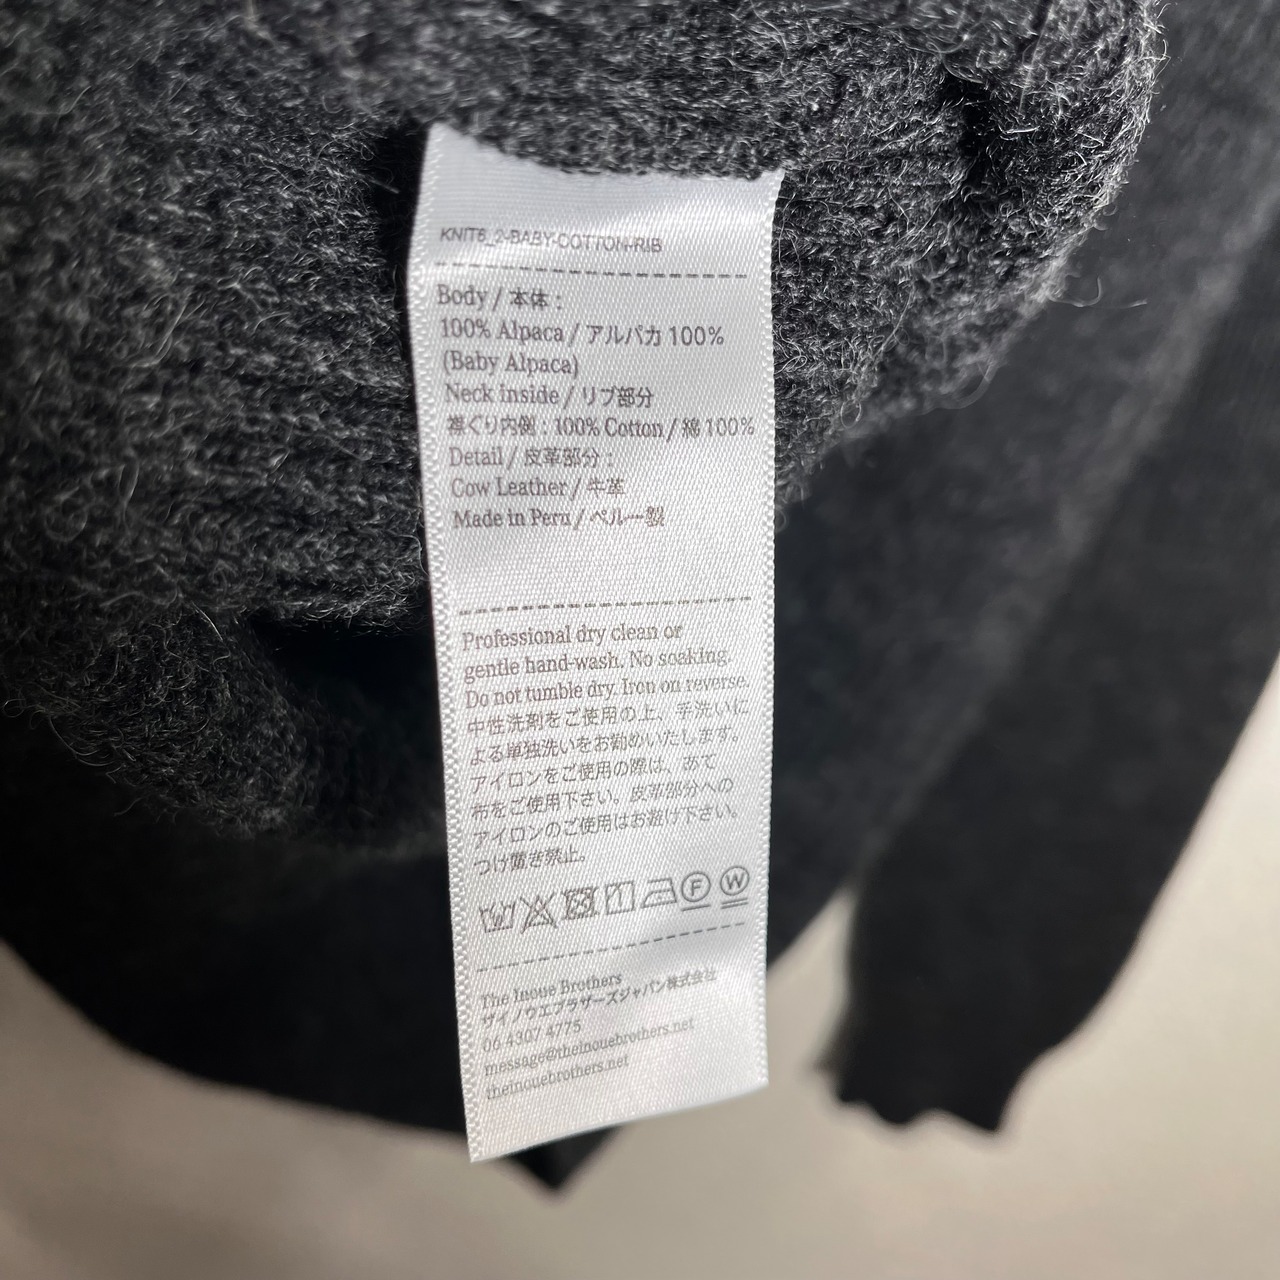 KNIT6_2-BABY-COTTON-RIB
Body / 本体 :
100% Alpaca / アルパカ 100%
(Baby Alpaca)
Neck inside / リブ部分
襟ぐり内側 : 100% Cotton / 綿 100%
Detail / 皮革部分 :
Cow Leather / 牛革
Made in Peru / ペルー製
Professional dry clean or
gentle hand-wash. No soaking.
Do not tumble dry. Iron on reverse.
中性洗剤をご使用の上、手洗いに
よる単独洗いをお勧めいたします。
アイロンをご使用の際は、あて
布をご使用下さい。皮革部分への
アイロンのご使用はお避け下さい。
つけ置き禁止。
F W
The Inoue Brothers
ザイノウエブラザーズジャパン株式会社
06 4307 4775
message@theinouebrothers.net
theinouebrothers.net